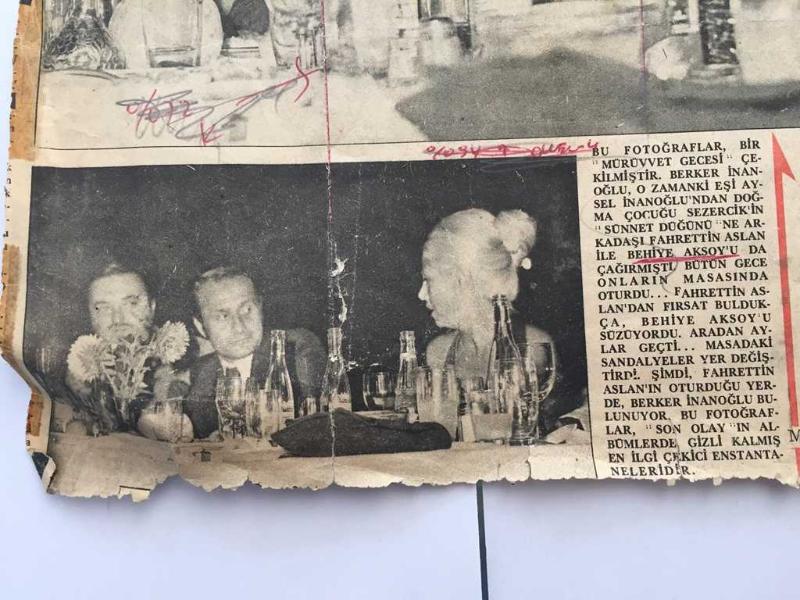 BU FOTOĞRAFLAR, BİR
"MÜRÜVVET GECESİ" ÇE-
KİLMİŞTİR. BERKER İNAN-
OĞLU, O ZAMANKİ EŞİ AY-
SEL İNANOĞLU'NDAN DOĞ-
MA ÇOCUĞU SEZERCİK'İN
"SÜNNET DÜĞÜNÜ"NE AR-
KADAŞI FAHRETTİN ASLAN
İLE BEHİYE AKSOY'U DA
ÇAĞIRMIŞTI. BÜTÜN GECE
ONLARIN MASASINDA
OTURDU... FAHRETTİN AS-
LAN'DAN FIRSAT BULDUK-
ÇA, BEHİYE AKSOY'U
SÜZÜYORDU. ARADAN AY-
LAR GEÇTİ... MASADAKİ
SANDALYELER YER DEĞİŞ-
TİRDİ. ŞİMDİ, FAHRETTİN
ASLAN'IN OTURDUĞU YER-
DE, BERKER İNANOĞLU BU-
LUNUYOR. BU FOTOĞRAF-
LAR, "SON OLAY"IN AL-
BÜMLERDE GİZLİ KALMIŞ
EN İLGİ ÇEKİCİ ENSTANTA-
NELERİDİR.
M